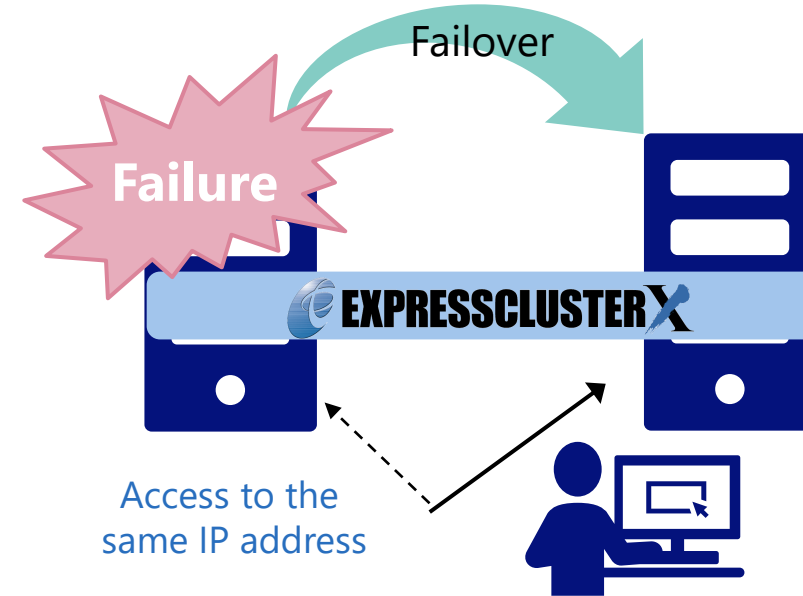 Failover
Failure
EXPRESSCLUSTER X
Access to the
same IP address